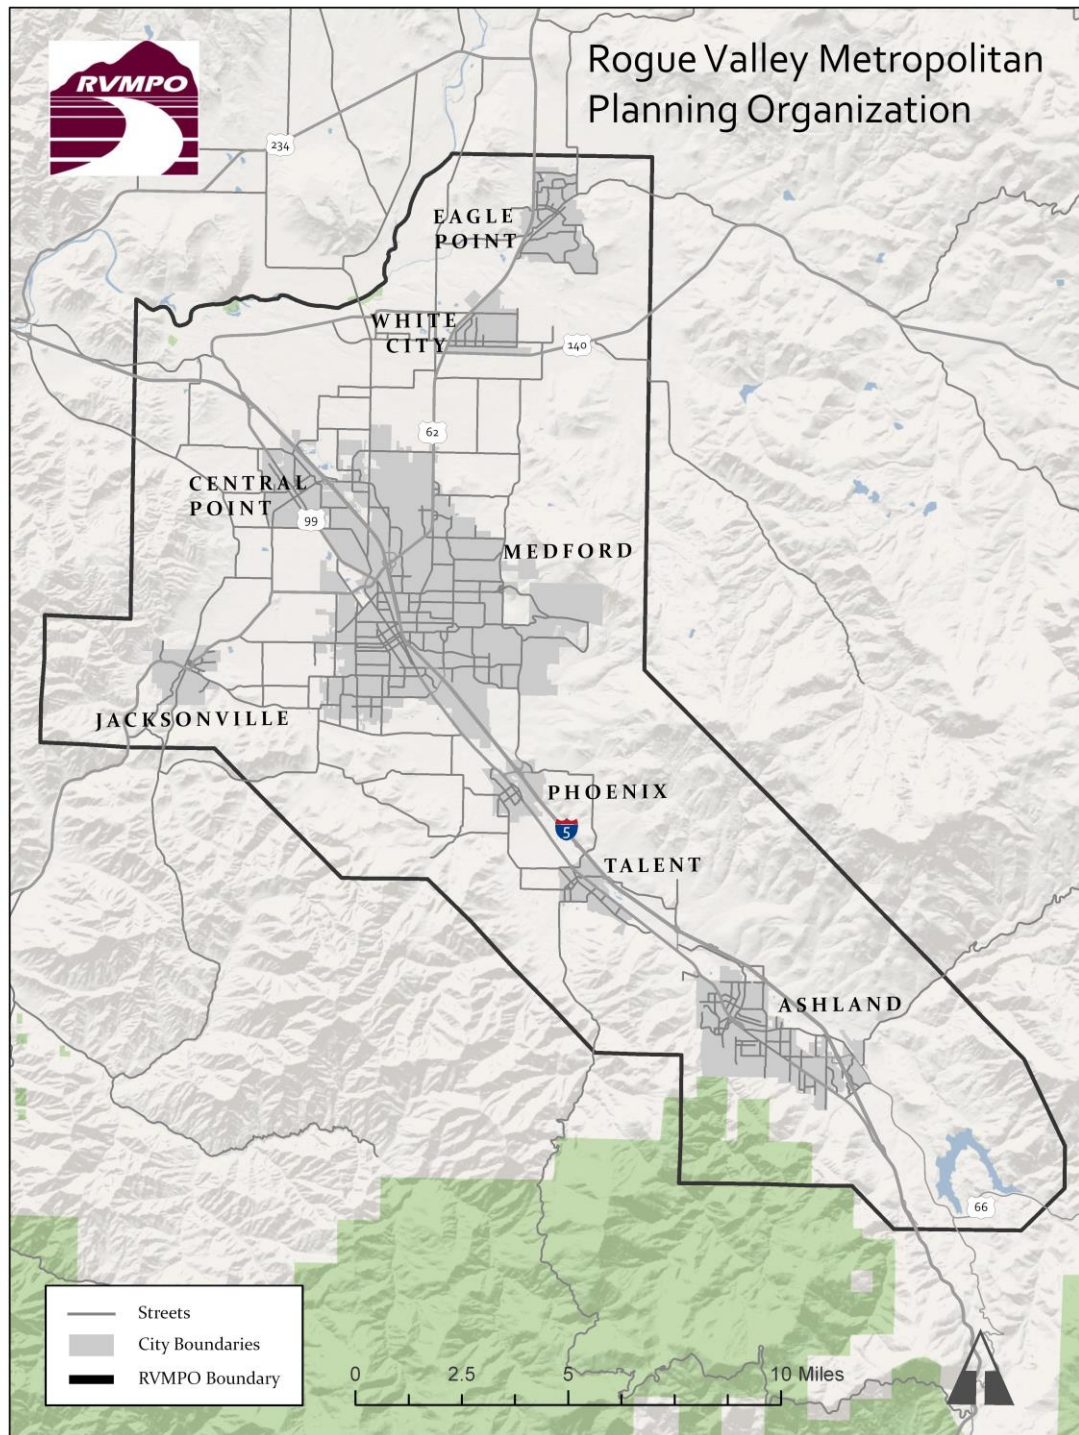 RVMPO
Rogue Valley Metropolitan
Planning Organization
234
EAGLE
POINT
WHITE
CITY
140
62
CENTRAL
POINT
99
MEDFORD
JACKSONVILLE
PHOENIX
5
TALENT
ASHLAND
66
Streets
City Boundaries
RVMPO Boundary
0 2.5 5 10 Miles